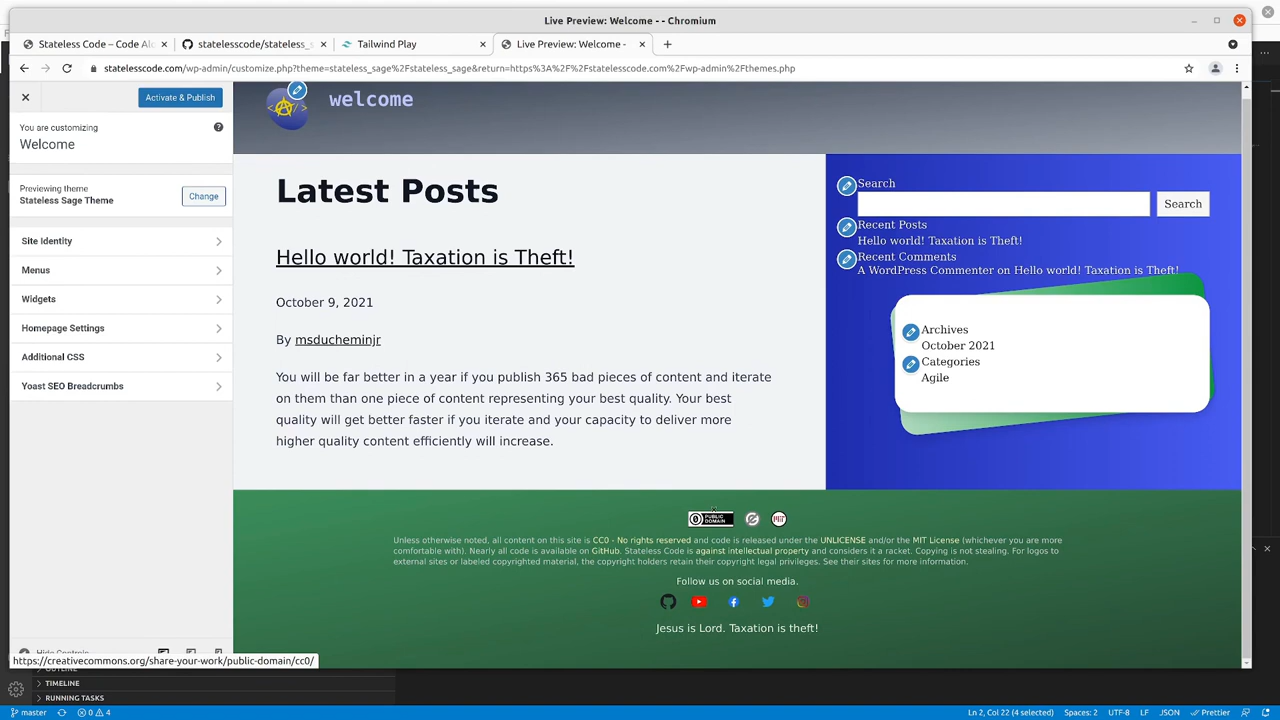 Live Preview: Welcome - - Chromium
Stateless Code – Code Alo
statelesscode/stateless_s
Tailwind Play
Live Preview: Welcome -
statelesscode.com/wp-admin/customize.php?theme=stateless_sage%2Fstateless_sage&return=https%3A%2F%2Fstatelesscode.com%2Fwp-admin%2Fthemes.php
Activate & Publish
You are customizing
Welcome
Previewing theme
Stateless Sage Theme
Change
Site Identity
Menus
Widgets
Homepage Settings
Additional CSS
Yoast SEO Breadcrumbs
Hide Controls
https://creativecommons.org/share-your-work/public-domain/cc0/
welcome
Latest Posts
Hello world! Taxation is Theft!
October 9, 2021
By msducheminjr
You will be far better in a year if you publish 365 bad pieces of content and iterate
on them than one piece of content representing your best quality. Your best
quality will get better faster if you iterate and your capacity to deliver more
higher quality content efficiently will increase.
Search
Search
Recent Posts
Hello world! Taxation is Theft!
Recent Comments
A WordPress Commenter on Hello world! Taxation is Theft!
Archives
October 2021
Categories
Agile
PUBLIC
DOMAIN
MIT
Unless otherwise noted, all content on this site is CC0 - No rights reserved and code is released under the UNLICENSE and/or the MIT License (whichever you are
more comfortable with). Nearly all code is available on GitHub. Stateless Code is against intellectual property and considers it a racket. Copying is not stealing. For logos to
external sites or labeled copyrighted material, the copyright holders retain their copyright legal privileges. See their sites for more information.
Follow us on social media.
Jesus is Lord. Taxation is theft!
OUTLINE
TIMELINE
RUNNING TASKS
master
0
4
Ln 2, Col 22 (4 selected)
Spaces: 2
UTF-8
LF
JSON
Prettier